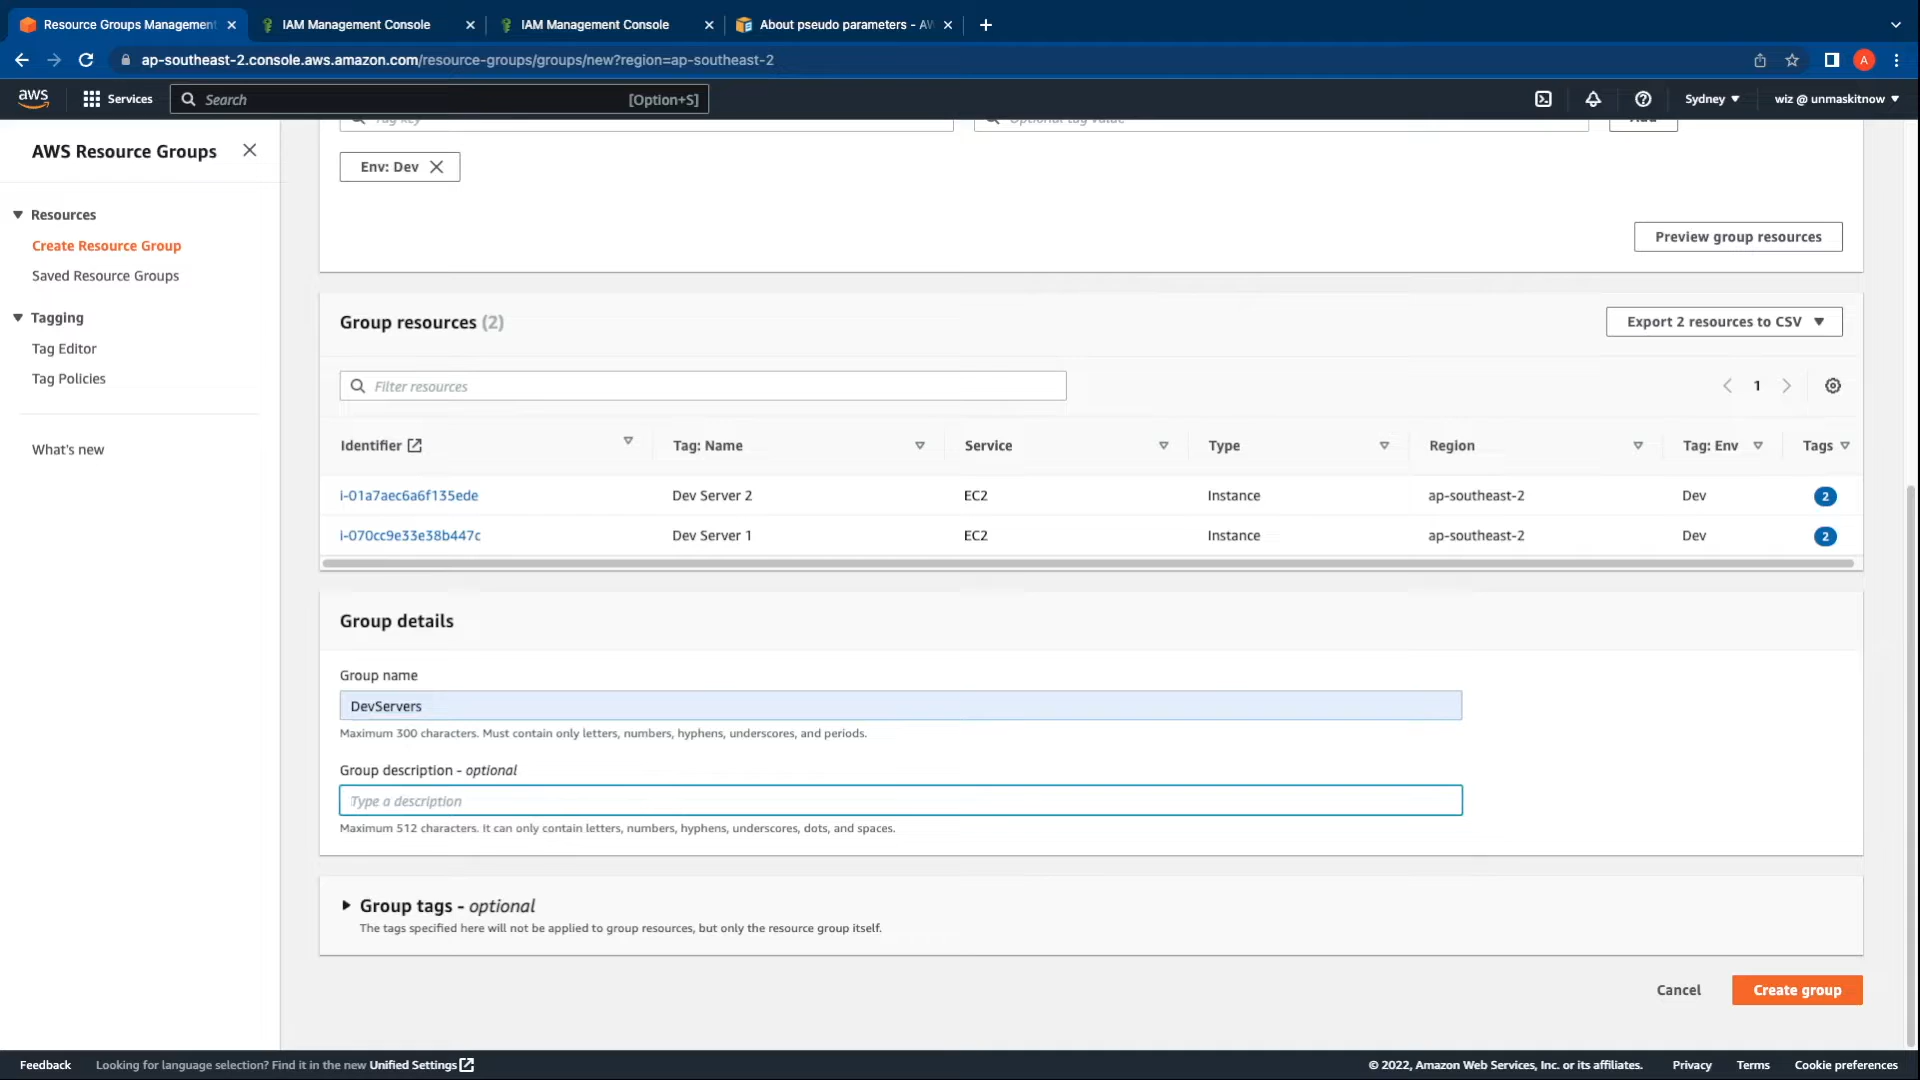 Resource Groups Management
IAM Management Console
IAM Management Console
About pseudo parameters - AW
ap-southeast-2.console.aws.amazon.com/resource-groups/groups/new?region=ap-southeast-2
A
aws
Services
Search
[Option+S]
Sydney
wiz @ unmaskitnow
AWS Resource Groups
Resources
Create Resource Group
Saved Resource Groups
Tagging
Tag Editor
Tag Policies
What's new
Tag key
Optional tag value
Add
Env: Dev
Preview group resources
Group resources (2)
Export 2 resources to CSV
Filter resources
1
Identifier
Tag: Name
Service
Type
Region
Tag: Env
Tags
i-01a7aec6a6f135ede
Dev Server 2
EC2
Instance
ap-southeast-2
Dev
2
i-070cc9e33e38b447c
Dev Server 1
EC2
Instance
ap-southeast-2
Dev
2
Group details
Group name
DevServers
Maximum 300 characters. Must contain only letters, numbers, hyphens, underscores, and periods.
Group description - optional
Type a description
Maximum 512 characters. It can only contain letters, numbers, hyphens, underscores, dots, and spaces.
Group tags - optional
The tags specified here will not be applied to group resources, but only the resource group itself.
Cancel
Create group
Feedback
Looking for language selection? Find it in the new Unified Settings
© 2022, Amazon Web Services, Inc. or its affiliates.
Privacy
Terms
Cookie preferences